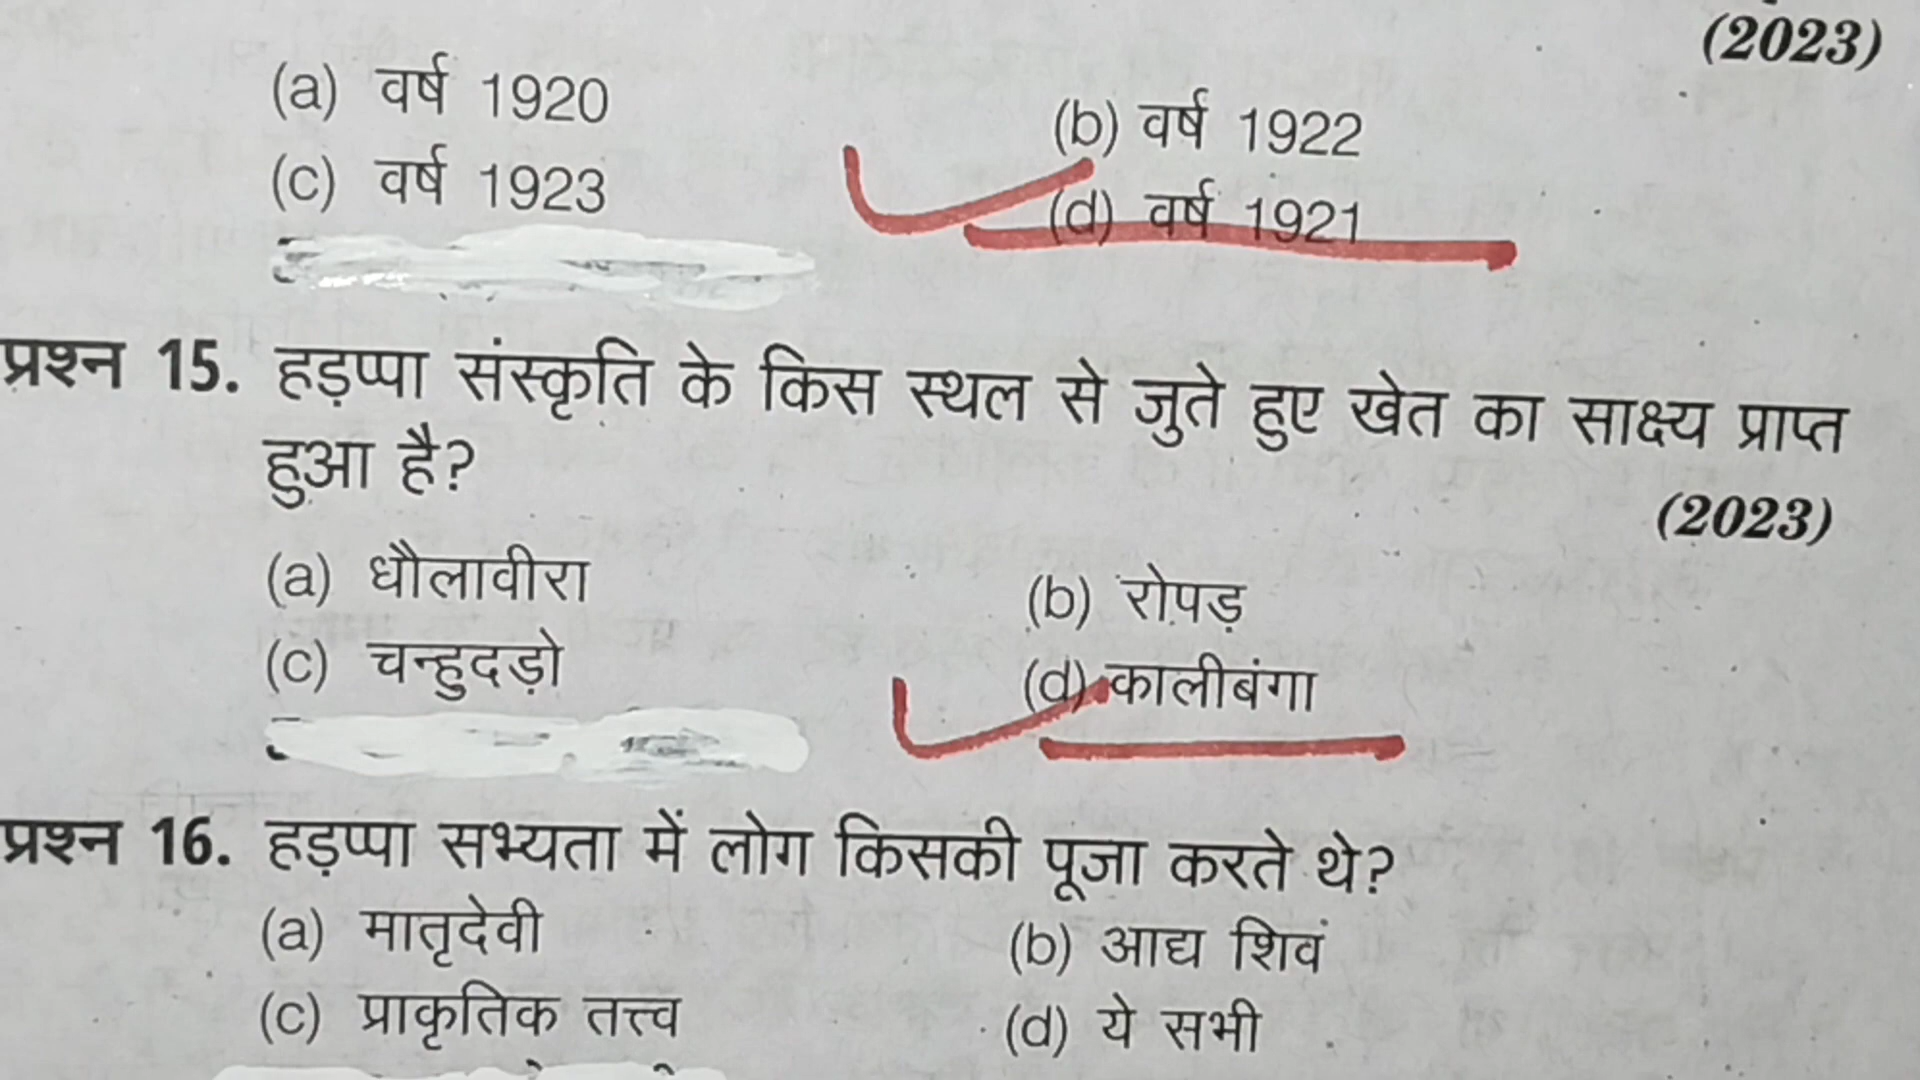 (2023)
(a) वर्ष 1920 (b) वर्ष 1922
(c) वर्ष 1923 (d) वर्ष 1921
प्रश्न 15. हड़प्पा संस्कृति के किस स्थल से जुते हुए खेत का साक्ष्य प्राप्त
हुआ है?
(2023)
(a) धौलावीरा (b) रोपड़
(c) चन्हुदड़ो (d) कालीबंगा
प्रश्न 16. हड़प्पा सभ्यता में लोग किसकी पूजा करते थे?
(a) मातृदेवी (b) आद्य शिव
(c) प्राकृतिक तत्त्व (d) ये सभी